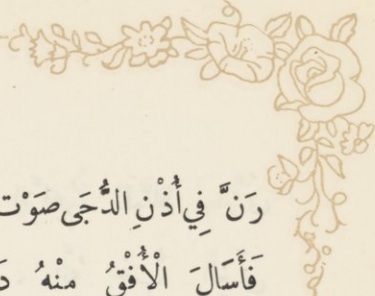 رَنَّ فِي أُذْنِ الدُّجَى صَوْت
فَأَسَالَ الْأُفْقُ مِنْهُ